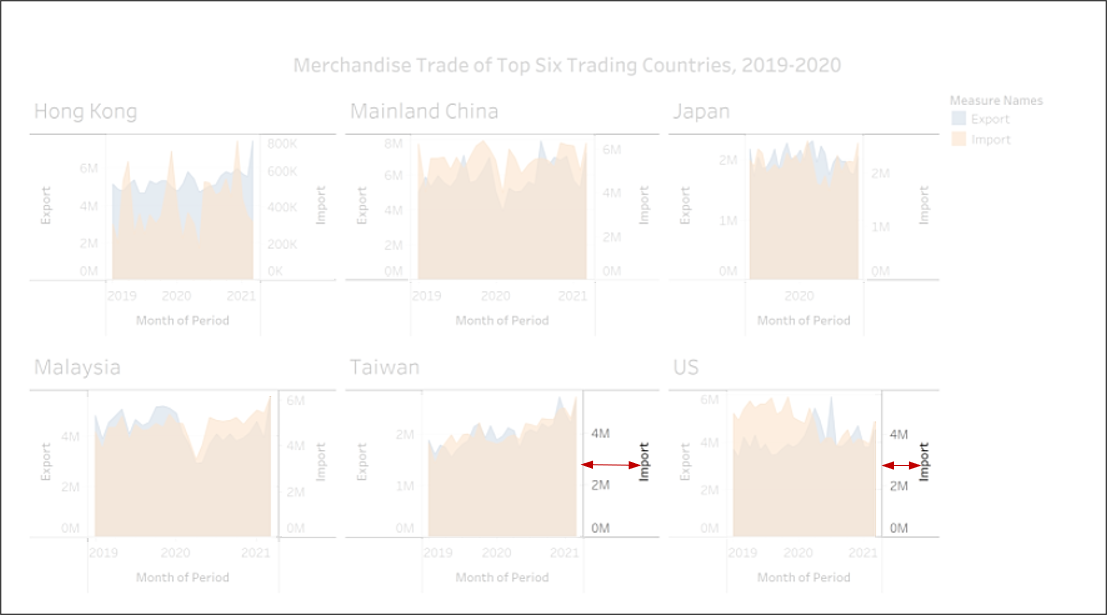 Merchandise Trade of Top Six Trading Countries, 2019-2020
Hong Kong
6M
4M
2M
0M
Export
800K
600K
400K
200K
0K
Import
2019 2020 2021
Month of Period
Mainland China
8M
6M
4M
2M
0M
Export
6M
4M
2M
0M
Import
2019 2020 2021
Month of Period
Japan
2M
1M
0M
Export
2M
1M
0M
Import
2020
Month of Period
Measure Names
Export
Import
Malaysia
4M
2M
0M
Export
6M
4M
2M
0M
Import
2019 2020 2021
Month of Period
Taiwan
2M
1M
0M
Export
4M
2M
0M
Import
2019 2020 2021
Month of Period
US
6M
4M
2M
0M
Export
4M
2M
0M
Import
2019 2020 2021
Month of Period